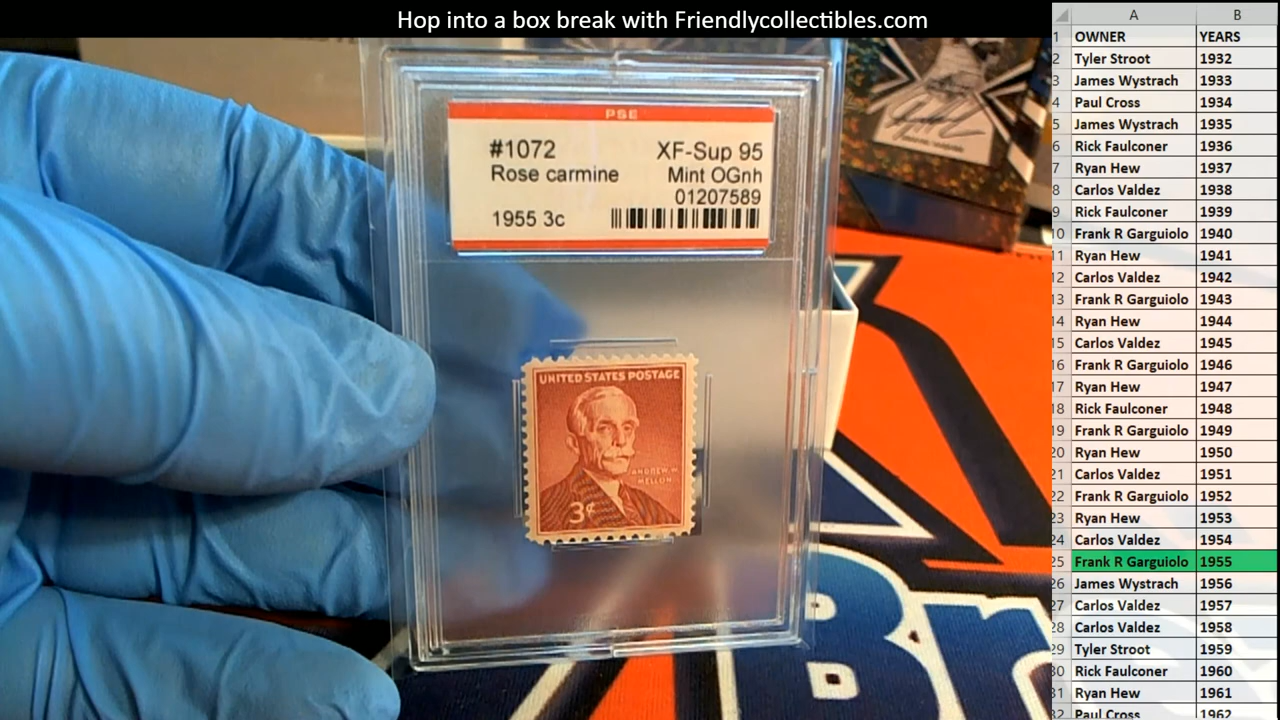 Hop into a box break with Friendlycollectibles.com
PSE
#1072 XF-Sup 95
Rose carmine Mint OGnh
01207589
1955 3c
UNITED STATES POSTAGE
ANDREW W.
MELLON
3¢
Br
A B
1 OWNER YEARS
2 Tyler Stroot 1932
3 James Wystrach 1933
4 Paul Cross 1934
5 James Wystrach 1935
6 Rick Faulconer 1936
7 Ryan Hew 1937
8 Carlos Valdez 1938
9 Rick Faulconer 1939
10 Frank R Garguiolo 1940
11 Ryan Hew 1941
12 Carlos Valdez 1942
13 Frank R Garguiolo 1943
14 Ryan Hew 1944
15 Carlos Valdez 1945
16 Frank R Garguiolo 1946
17 Ryan Hew 1947
18 Rick Faulconer 1948
19 Frank R Garguiolo 1949
20 Ryan Hew 1950
21 Carlos Valdez 1951
22 Frank R Garguiolo 1952
23 Ryan Hew 1953
24 Carlos Valdez 1954
25 Frank R Garguiolo 1955
26 James Wystrach 1956
27 Carlos Valdez 1957
28 Carlos Valdez 1958
29 Tyler Stroot 1959
30 Rick Faulconer 1960
31 Ryan Hew 1961
32 Paul Cross 1962